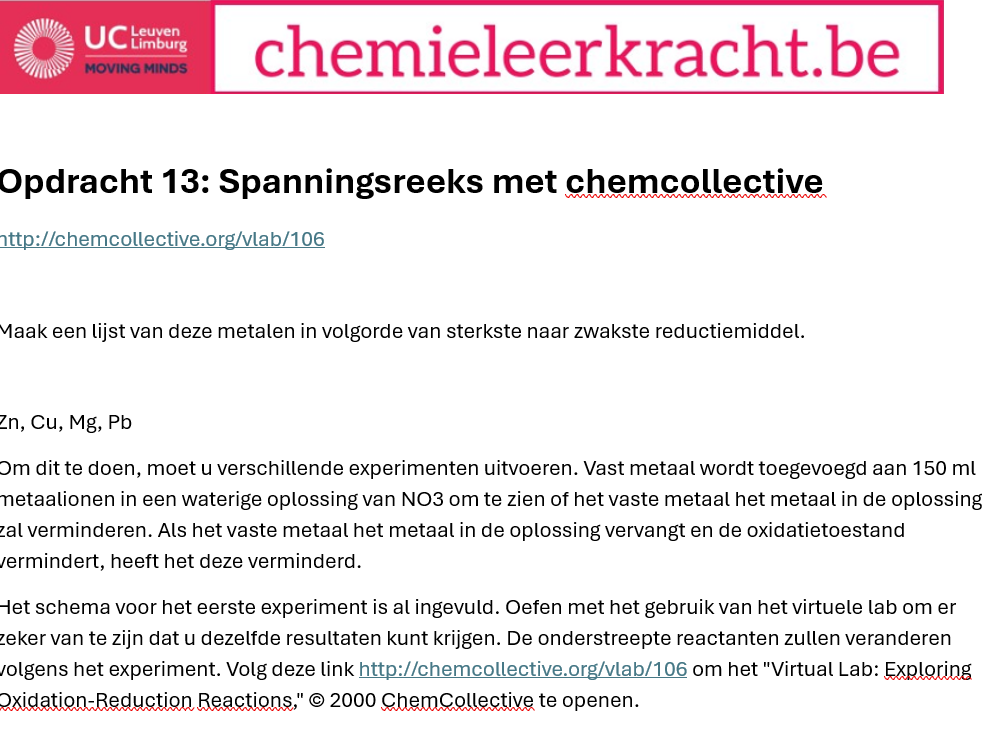 UC Leuven
Limburg
MOVING MINDS
chemieleerkracht.be
Opdracht 13: Spanningsreeks met chemcollective
http://chemcollective.org/vlab/106
Maak een lijst van deze metalen in volgorde van sterkste naar zwakste reductiemiddel.
Zn, Cu, Mg, Pb
Om dit te doen, moet u verschillende experimenten uitvoeren. Vast metaal wordt toegevoegd aan 150 ml
metaalionen in een waterige oplossing van NO3 om te zien of het vaste metaal het metaal in de oplossing
zal verminderen. Als het vaste metaal het metaal in de oplossing vervangt en de oxidatietoestand
vermindert, heeft het deze verminderd.
Het schema voor het eerste experiment is al ingevuld. Oefen met het gebruik van het virtuele lab om er
zeker van te zijn dat u dezelfde resultaten kunt krijgen. De onderstreepte reactanten zullen veranderen
volgens het experiment. Volg deze link http://chemcollective.org/vlab/106 om het "Virtual Lab: Exploring
Oxidation-Reduction Reactions," © 2000 ChemCollective te openen.